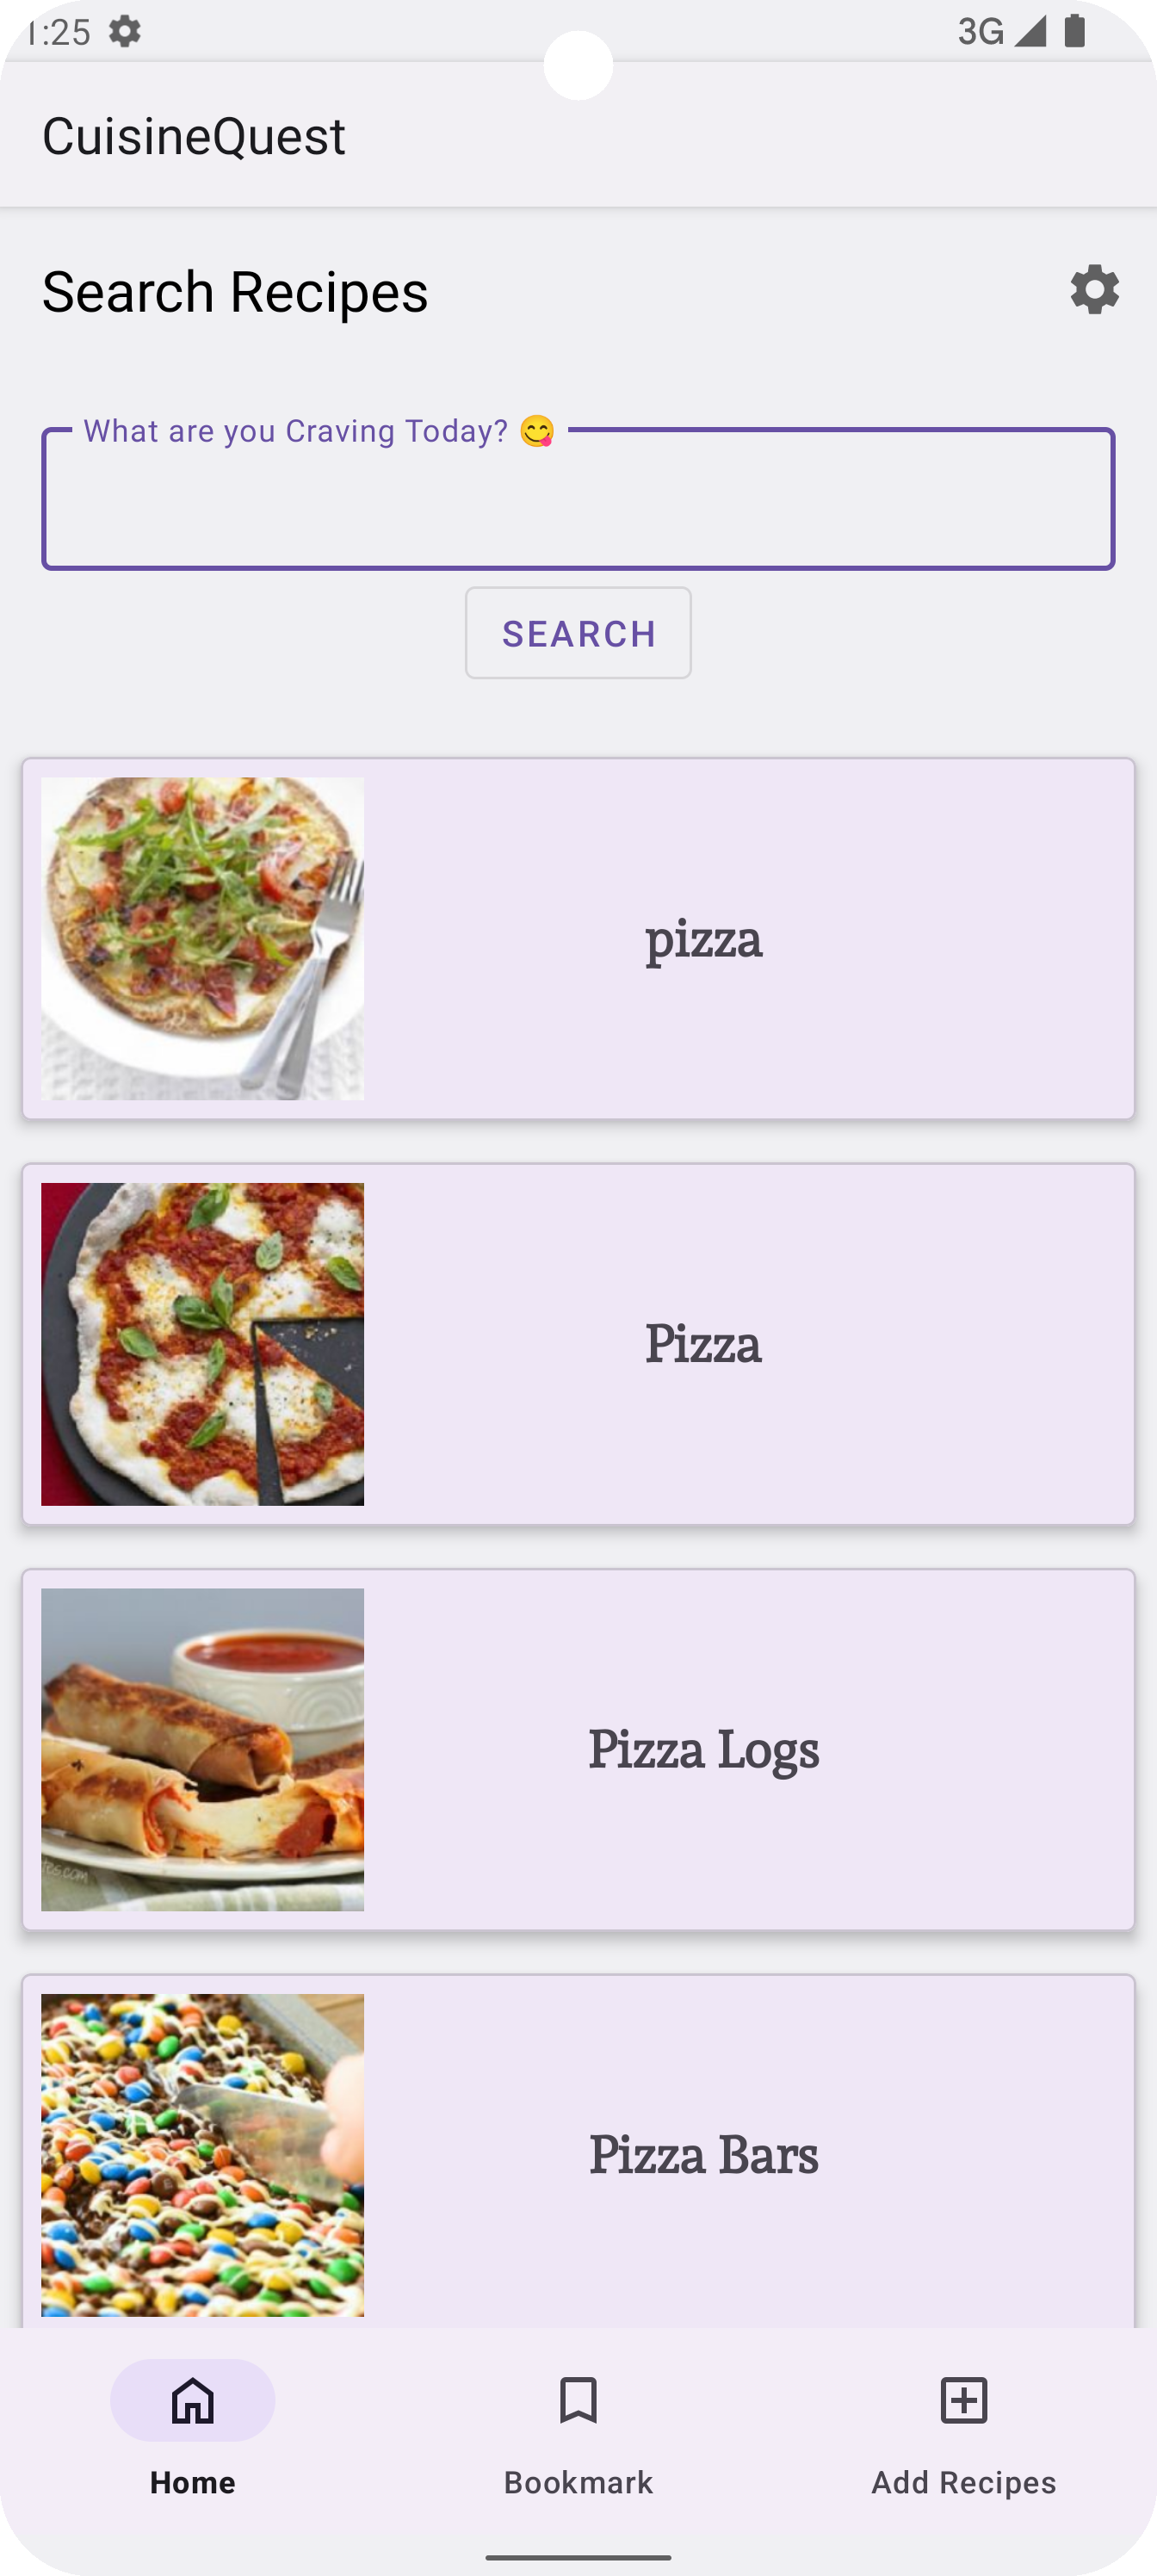 1:25
3G
CuisineQuest
Search Recipes
What are you Craving Today? 😋
SEARCH
pizza
Pizza
Pizza Logs
Pizza Bars
Home
Bookmark
Add Recipes